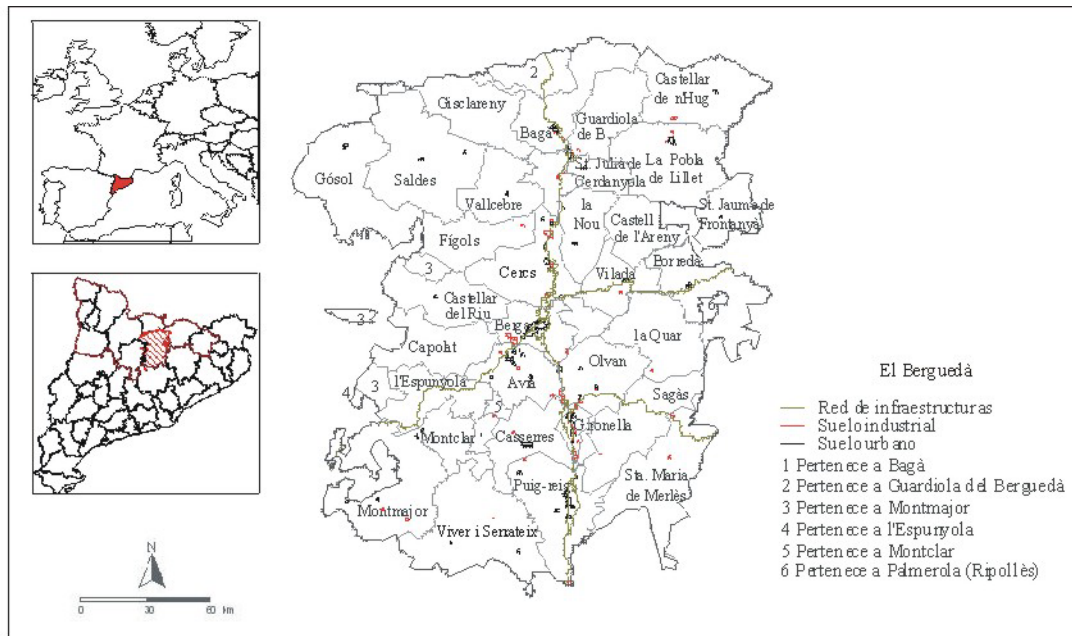 2
Castellar
de nHug
Gisclareny
Guardiola
de B.
Bagà
St. Julià de
Cerdanyola
La Pobla
de Lillet
Gósol
Saldes
Vallcebre
la
Nou
Castell
de l'Areny
St. Jaume de
Frontanyà
Fígols
Borredà
3
Cercs
Vilada
Castellar
del Riu
6
3
Berga
la Quar
Capolat
Olvan
l'Espunyola
4
3
Avià
Sagàs
5
Montclar
Casserres
Gironella
Puig-reig
Sta. Maria
de Merlès
Montmajor
Viver i Serrateix
El Berguedà
Red de infraestructuras
Suelo industrial
Suelo urbano
1 Pertenece a Bagà
2 Pertenece a Guardiola del Berguedà
3 Pertenece a Montmajor
4 Pertenece a l'Espunyola
5 Pertenece a Montclar
6 Pertenece a Palmerola (Ripollès)
N
0 30 60 km